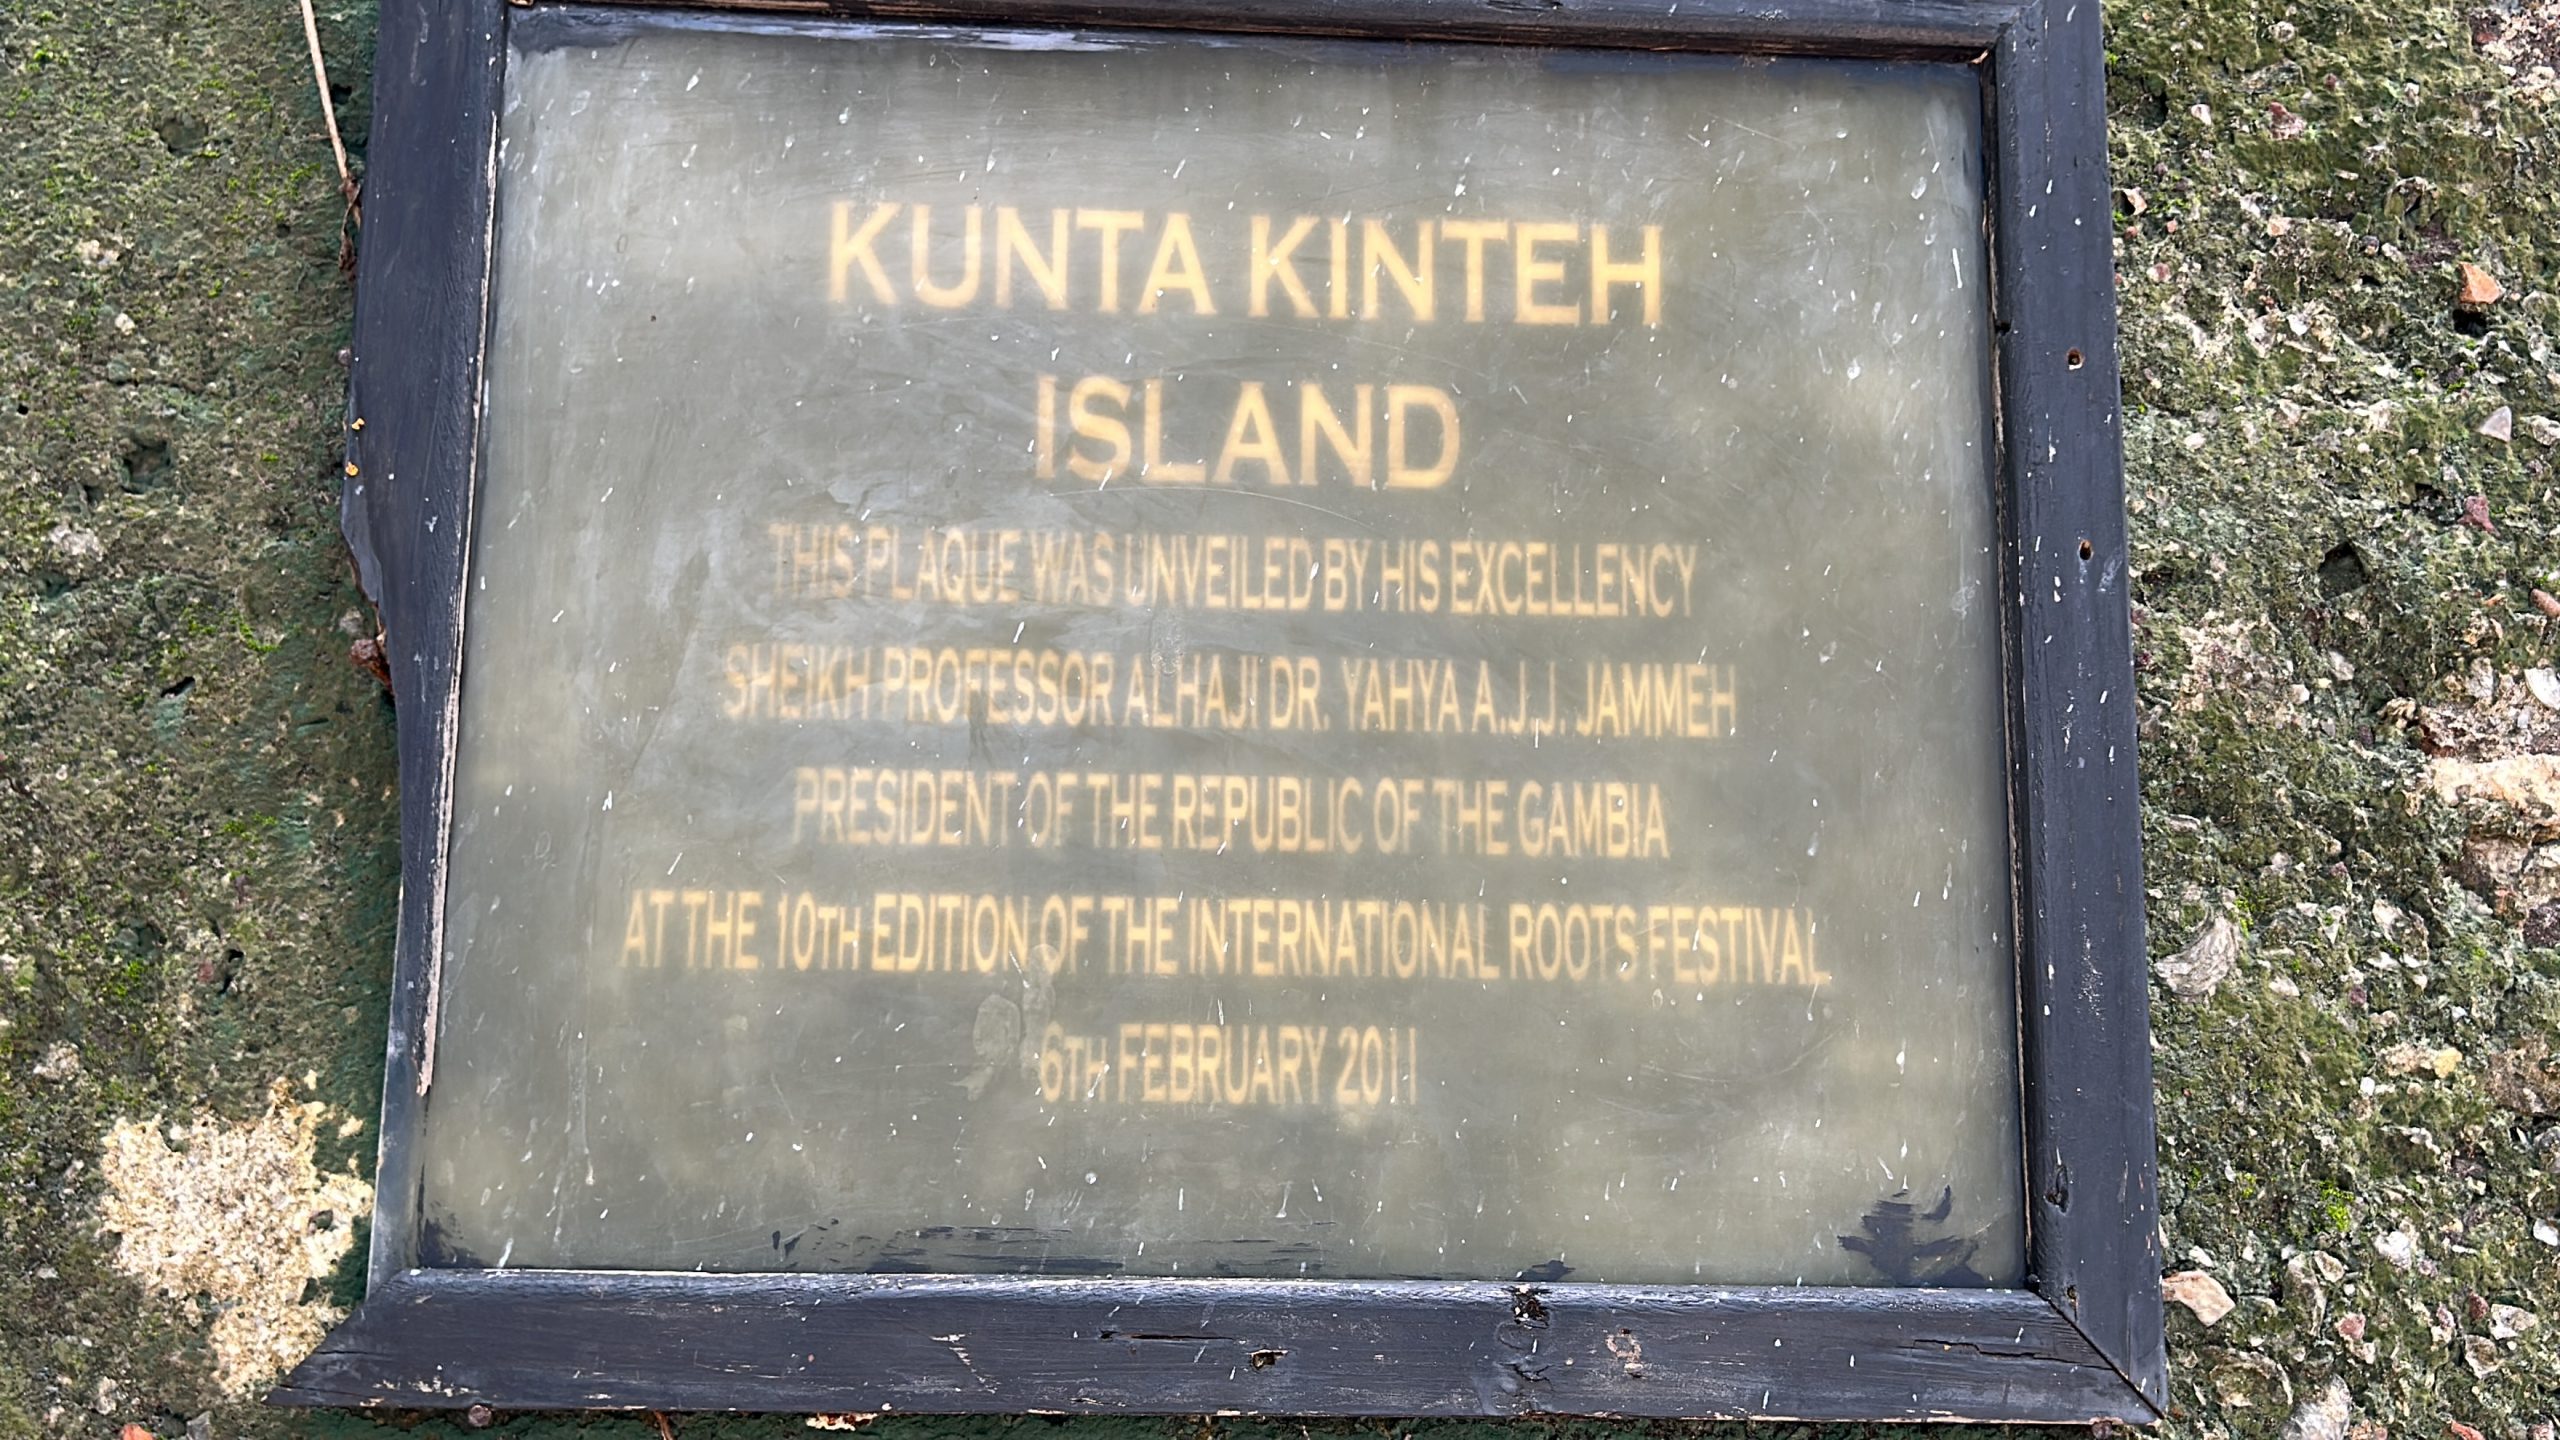 KUNTA KINTEH
ISLAND
THIS PLAQUE WAS UNVEILED BY HIS EXCELLENCY
SHEIKH PROFESSOR ALHAJI DR. YAHYA A.J.J. JAMMEH
PRESIDENT OF THE REPUBLIC OF THE GAMBIA
AT THE 10TH EDITION OF THE INTERNATIONAL ROOTS FESTIVAL
6TH FEBRUARY 2011